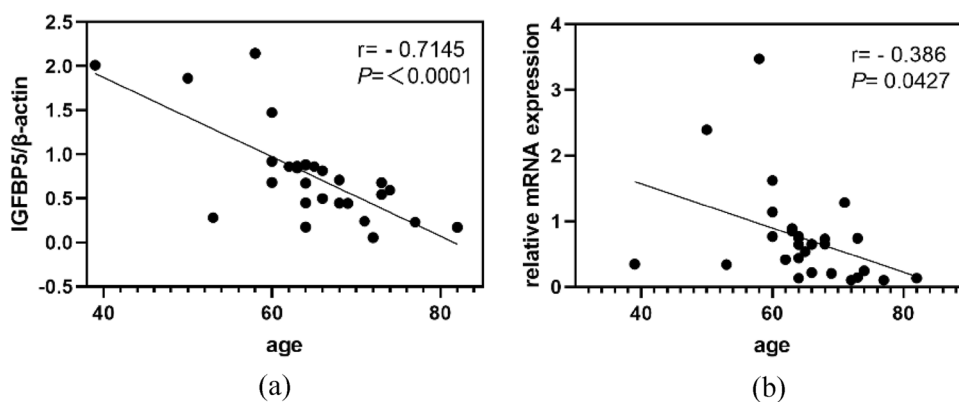 2.5
2.0
1.5
1.0
0.5
0.0
-0.5
IGFBP5/β-actin
r= - 0.7145
P=<0.0001
40
60
80
age
(a)
4
3
2
1
0
relative mRNA expression
r= - 0.386
P= 0.0427
40
60
80
age
(b)